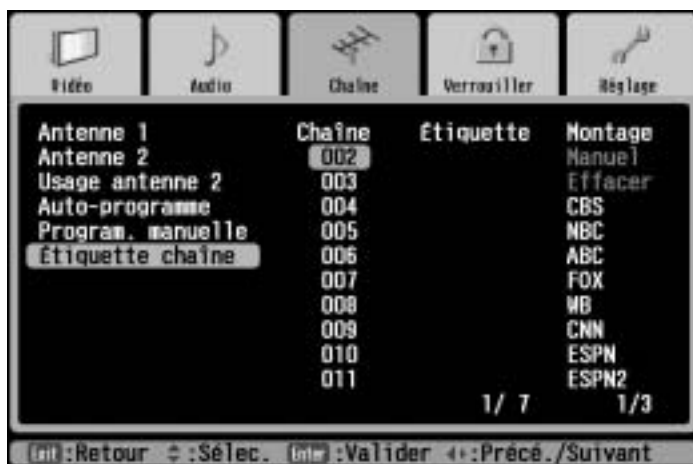 Vidéo Audio Chaîne Verrouiller Réglage
Antenne 1 Chaîne Étiquette Montage
Antenne 2 002 Manuel
Usage antenne 2 003 Effacer
Auto-programme 004 CBS
Program. manuelle 005 NBC
Étiquette chaîne 006 ABC
007 FOX
008 WB
009 CNN
010 ESPN
011 ESPN2
1/ 7 1/3
Exit :Retour :Sélec. Enter :Valider :Précé./Suivant